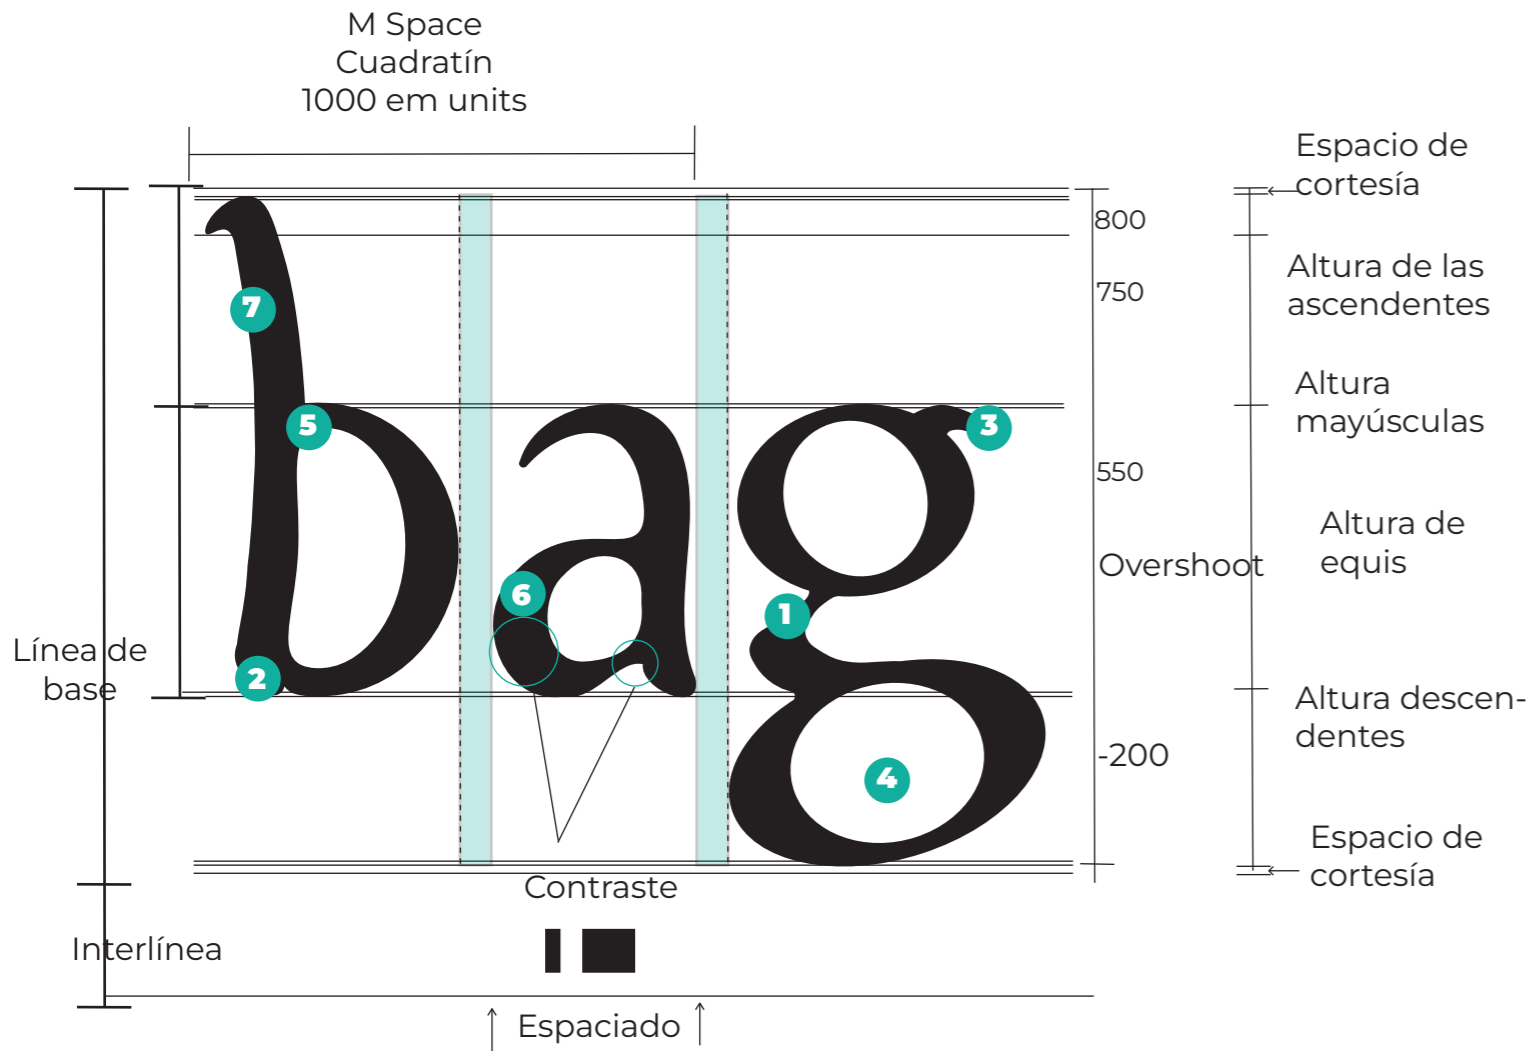 M Space
Cuadratín
1000 em units
Espacio de
cortesía
800
Altura de las
ascendentes
750
7
Altura
mayúsculas
5
3
550
Altura de
equis
Overshoot
6
1
Línea de
base
2
Altura descen-
dentes
-200
4
Espacio de
cortesía
Contraste
Interlínea
Espaciado
bag